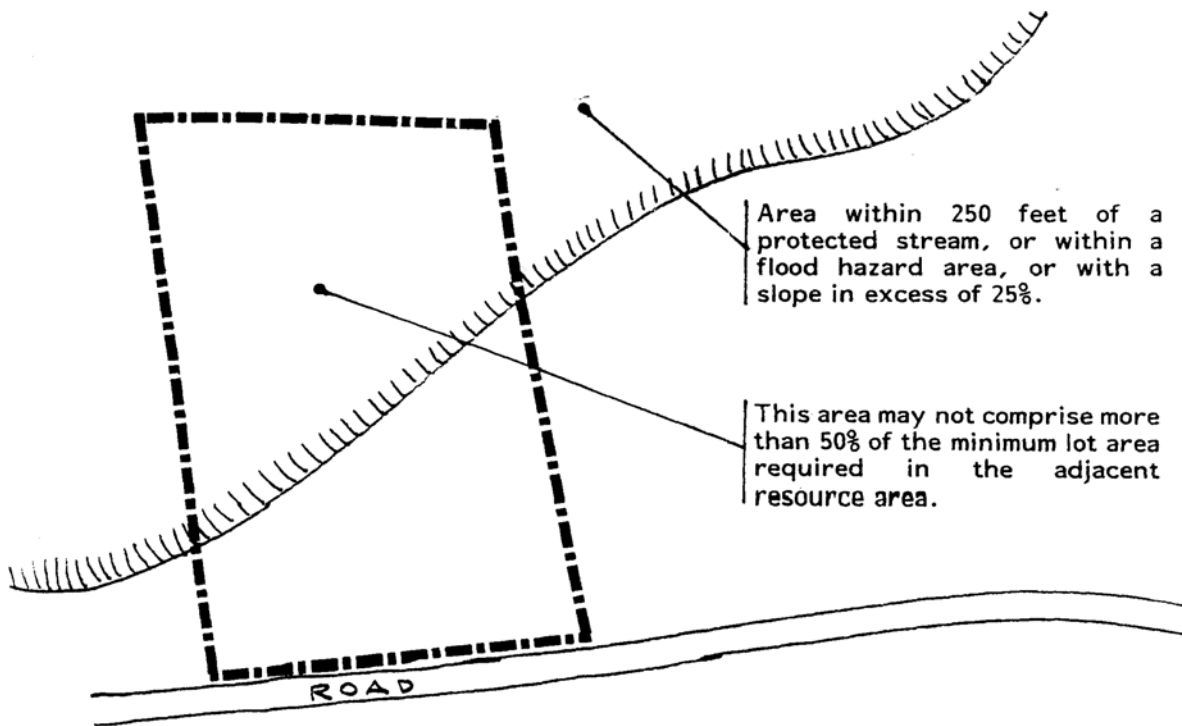 Area within 250 feet of a
protected stream, or within a
flood hazard area, or with a
slope in excess of 25%.
This area may not comprise more
than 50% of the minimum lot area
required in the adjacent
resource area.
ROAD